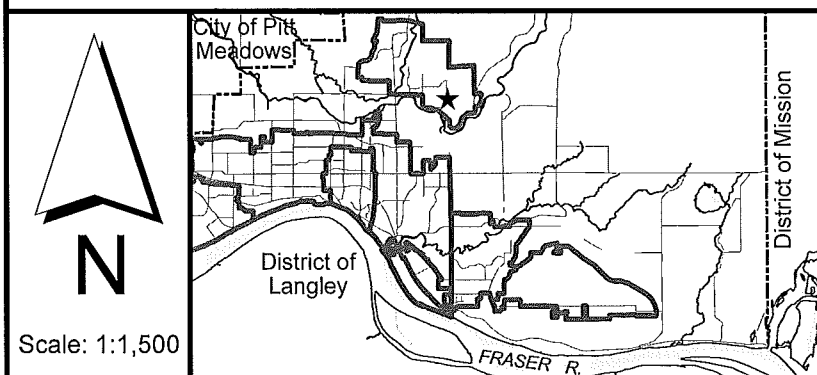 City of Pitt
Meadows
N
Scale: 1:1,500
District of
Langley
FRASER R.
District of Mission